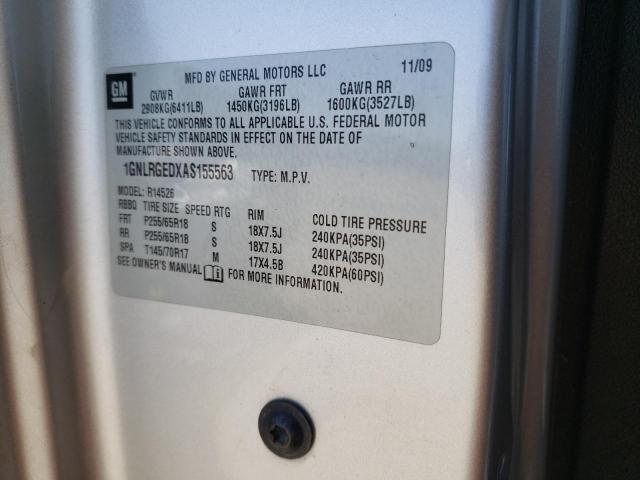 GM
MFD BY GENERAL MOTORS LLC 11/09
GVWR GAWR FRT GAWR RR
2908KG(6411LB) 1450KG(3196LB) 1600KG(3527LB)
THIS VEHICLE CONFORMS TO ALL APPLICABLE U.S. FEDERAL MOTOR
VEHICLE SAFETY STANDARDS IN EFFECT ON THE DATE OF
MANUFACTURE SHOWN ABOVE.
1GNLRGEDXAS155563 TYPE: M.P.V.
MODEL: R14526
RBBQ TIRE SIZE SPEED RTG RIM COLD TIRE PRESSURE
FRT P255/65R18 S 18X7.5J 240KPA(35PSI)
RR P255/65R18 S 18X7.5J 240KPA(35PSI)
SPA T145/70R17 M 17X4.5B 420KPA(60PSI)
SEE OWNER'S MANUAL FOR MORE INFORMATION.